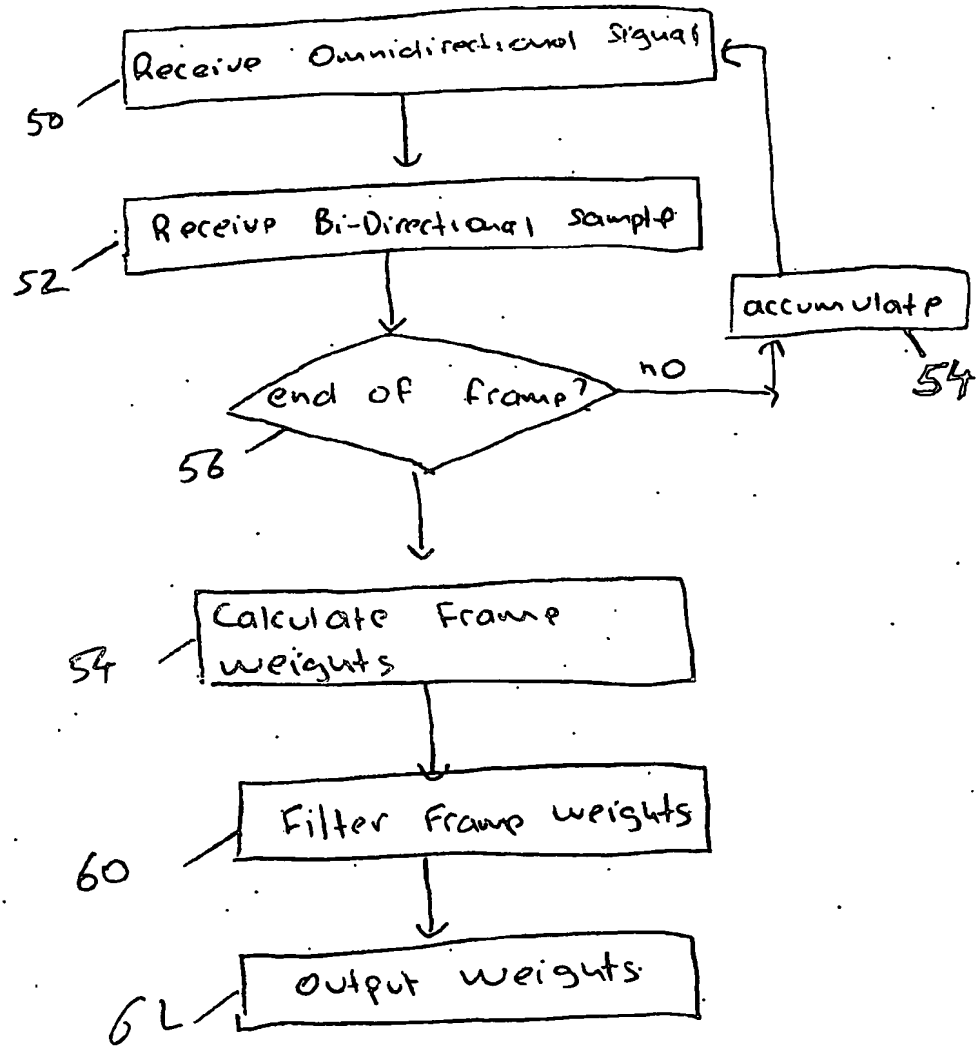 Receive Omnidirectional signal
50
Receive Bi-Directional sample
52
accumulate
54
end of frame?
no
56
Calculate Frame
weights
54
Filter Frame weights
60
Output weights
62